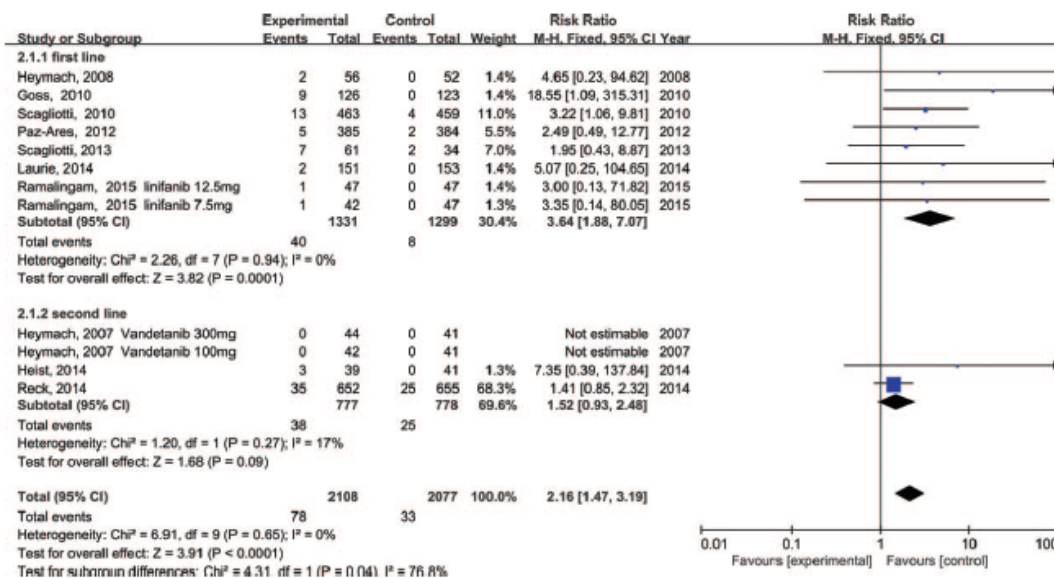 Experimental Control Risk Ratio Risk Ratio
Study or Subgroup Events Total Events Total Weight M-H, Fixed, 95% CI Year M-H, Fixed, 95% CI
2.1.1 first line
Heymach, 2008 2 56 0 52 1.4% 4.65 [0.23, 94.62] 2008
Goss, 2010 9 126 0 123 1.4% 18.55 [1.09, 315.31] 2010
Scagliotti, 2010 13 463 4 459 11.0% 3.22 [1.06, 9.81] 2010
Paz-Ares, 2012 5 385 2 384 5.5% 2.49 [0.49, 12.77] 2012
Scagliotti, 2013 7 61 2 34 7.0% 1.95 [0.43, 8.87] 2013
Laurie, 2014 2 151 0 153 1.4% 5.07 [0.25, 104.65] 2014
Ramalingam, 2015 linifanib 12.5mg 1 47 0 47 1.4% 3.00 [0.13, 71.82] 2015
Ramalingam, 2015 linifanib 7.5mg 1 42 0 47 1.3% 3.35 [0.14, 80.05] 2015
Subtotal (95% CI) 1331 1299 30.4% 3.64 [1.88, 7.07]
Total events 40 8
Heterogeneity: Chi² = 2.26, df = 7 (P = 0.94); I² = 0%
Test for overall effect: Z = 3.82 (P = 0.0001)
2.1.2 second line
Heymach, 2007 Vandetanib 300mg 0 44 0 41 Not estimable 2007
Heymach, 2007 Vandetanib 100mg 0 42 0 41 Not estimable 2007
Heist, 2014 3 39 0 41 1.3% 7.35 [0.39, 137.84] 2014
Reck, 2014 35 652 25 655 68.3% 1.41 [0.85, 2.32] 2014
Subtotal (95% CI) 777 778 69.6% 1.52 [0.93, 2.48]
Total events 38 25
Heterogeneity: Chi² = 1.20, df = 1 (P = 0.27); I² = 17%
Test for overall effect: Z = 1.68 (P = 0.09)
Total (95% CI) 2108 2077 100.0% 2.16 [1.47, 3.19]
Total events 78 33
Heterogeneity: Chi² = 6.91, df = 9 (P = 0.65); I² = 0%
Test for overall effect: Z = 3.91 (P < 0.0001)
Test for subgroup differences: Chi² = 4.31, df = 1 (P = 0.04), I² = 76.8%
0.01 0.1 1 10 100
Favours [experimental] Favours [control]